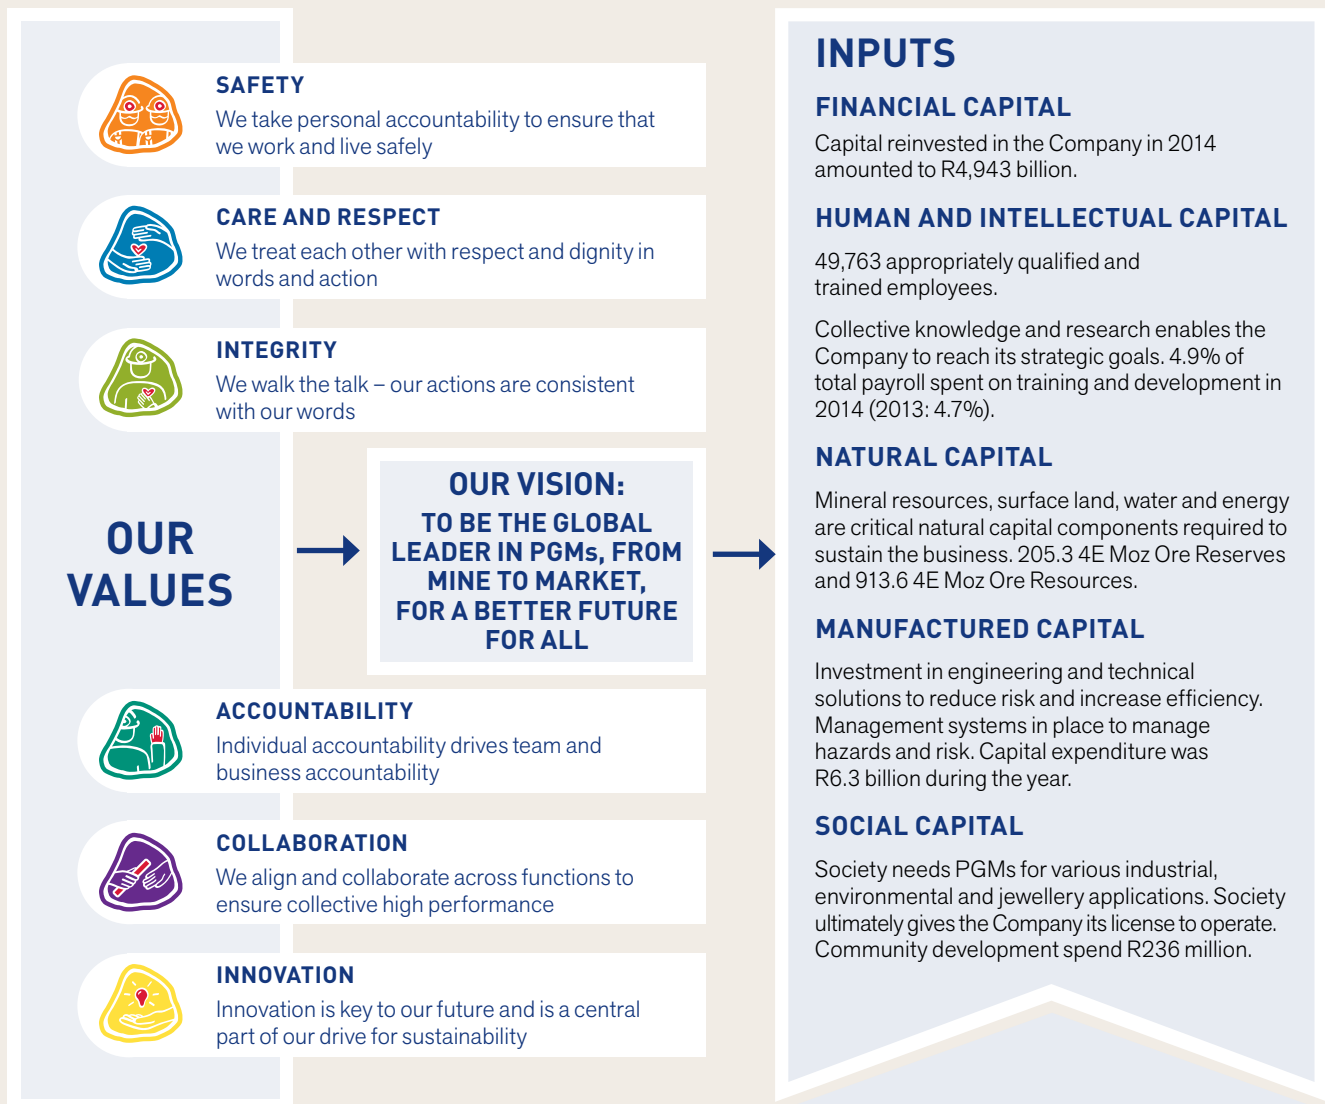 SAFETY
We take personal accountability to ensure that
we work and live safely
CARE AND RESPECT
We treat each other with respect and dignity in
words and action
INTEGRITY
We walk the talk – our actions are consistent
with our words
OUR
VALUES
OUR VISION:
TO BE THE GLOBAL
LEADER IN PGMs, FROM
MINE TO MARKET,
FOR A BETTER FUTURE
FOR ALL
ACCOUNTABILITY
Individual accountability drives team and
business accountability
COLLABORATION
We align and collaborate across functions to
ensure collective high performance
INNOVATION
Innovation is key to our future and is a central
part of our drive for sustainability
INPUTS
FINANCIAL CAPITAL
Capital reinvested in the Company in 2014
amounted to R4,943 billion.
HUMAN AND INTELLECTUAL CAPITAL
49,763 appropriately qualified and
trained employees.
Collective knowledge and research enables the
Company to reach its strategic goals. 4.9% of
total payroll spent on training and development in
2014 (2013: 4.7%).
NATURAL CAPITAL
Mineral resources, surface land, water and energy
are critical natural capital components required to
sustain the business. 205.3 4E Moz Ore Reserves
and 913.6 4E Moz Ore Resources.
MANUFACTURED CAPITAL
Investment in engineering and technical
solutions to reduce risk and increase efficiency.
Management systems in place to manage
hazards and risk. Capital expenditure was
R6.3 billion during the year.
SOCIAL CAPITAL
Society needs PGMs for various industrial,
environmental and jewellery applications. Society
ultimately gives the Company its license to operate.
Community development spend R236 million.